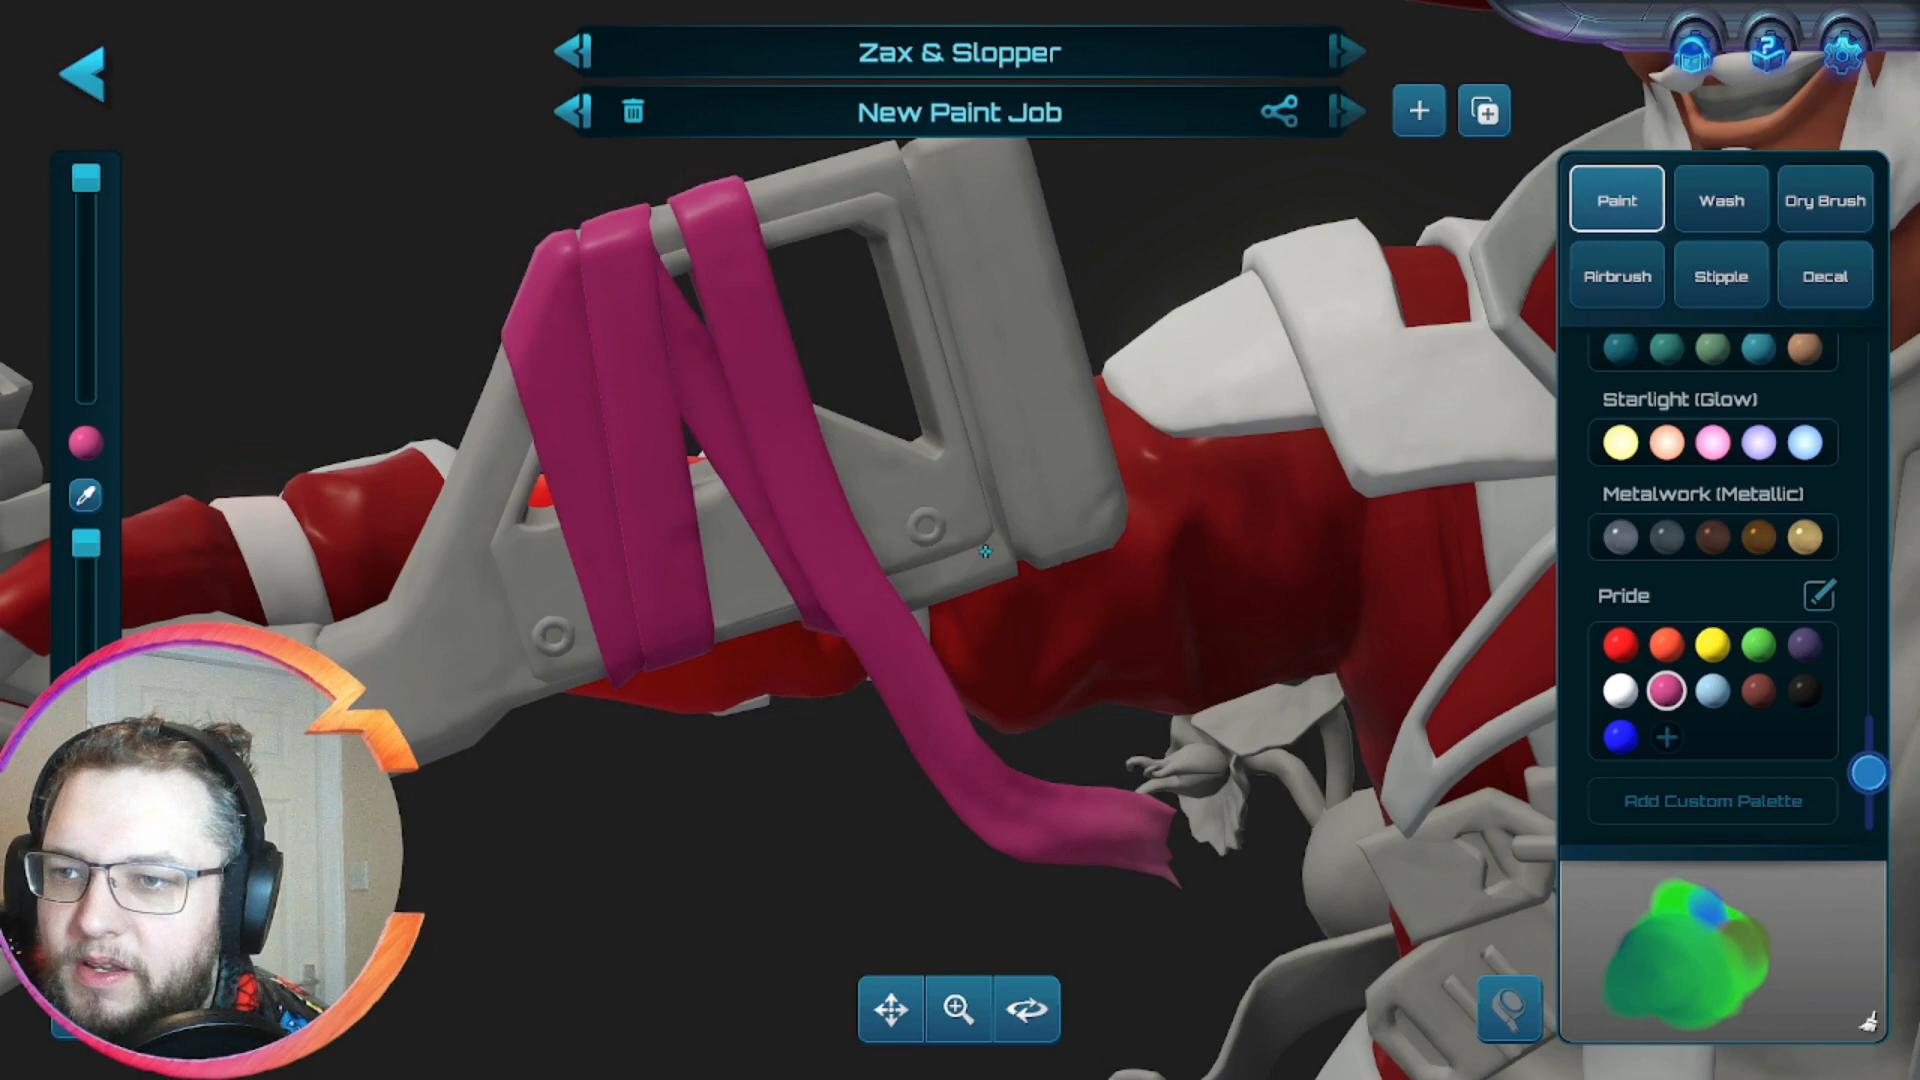 Zax & Slopper
New Paint Job
Paint
Wash
Dry Brush
Airbrush
Stipple
Decal
Starlight (Glow)
Metalwork (Metallic)
Pride
Add Custom Palette